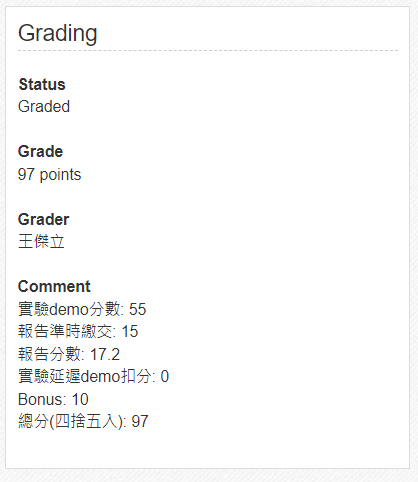 Grading
Status
Graded
Grade
97 points
Grader
王傑立
Comment
實驗demo分數: 55
報告準時繳交: 15
報告分數: 17.2
實驗延遲demo扣分: 0
Bonus: 10
總分(四捨五入): 97